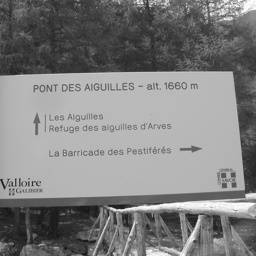 PONT DES AIGUILLES – alt. 1660 m
Les Aiguilles
Refuge des aiguilles d'Arves
La Barricade des Pestiférés
Valloire
GALIBIER